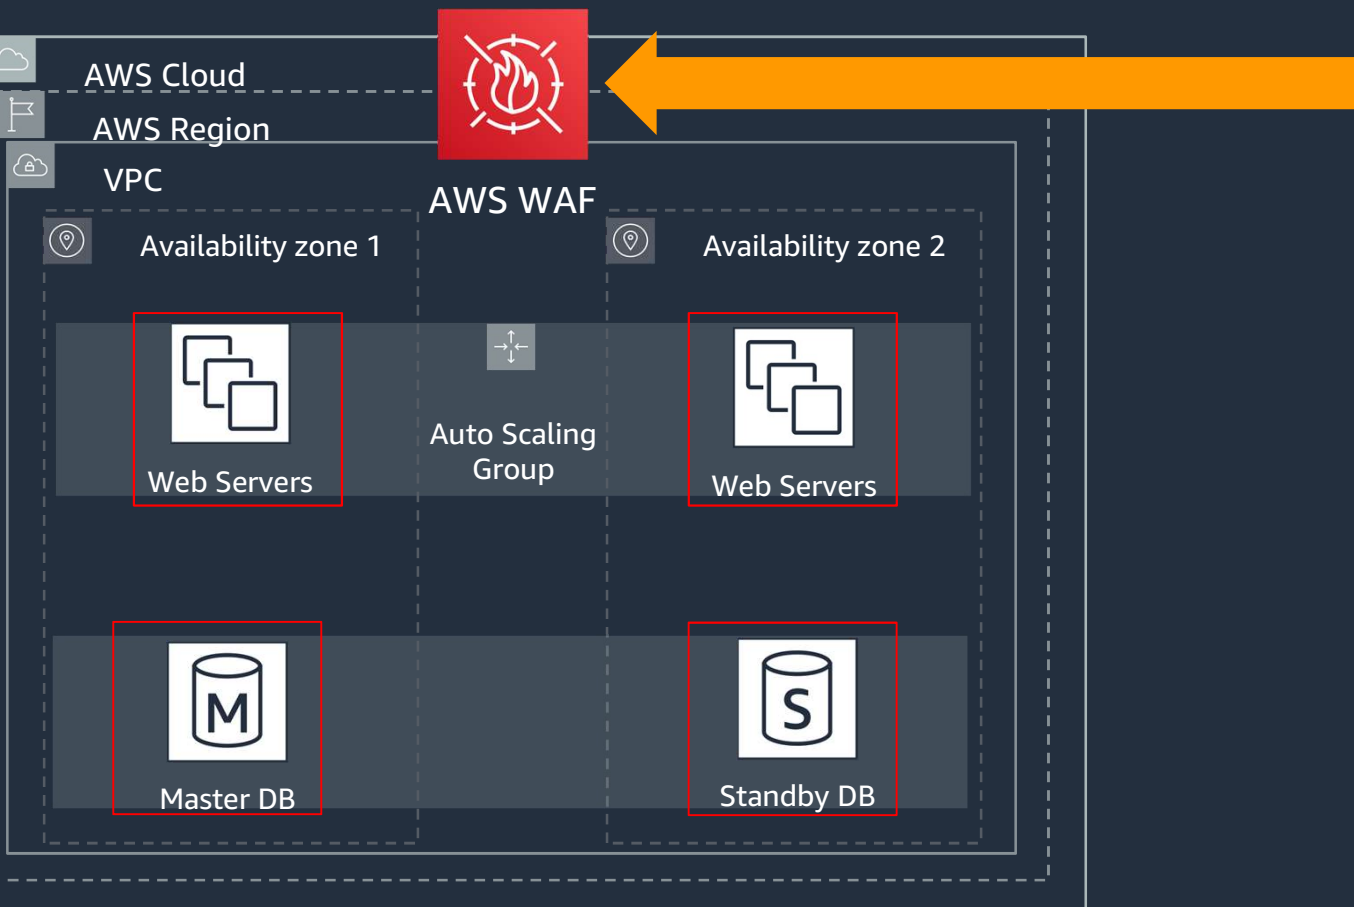 AWS Cloud
AWS Region
VPC
AWS WAF
Availability zone 1
Availability zone 2
Auto Scaling
Group
Web Servers
Web Servers
M
S
Master DB
Standby DB